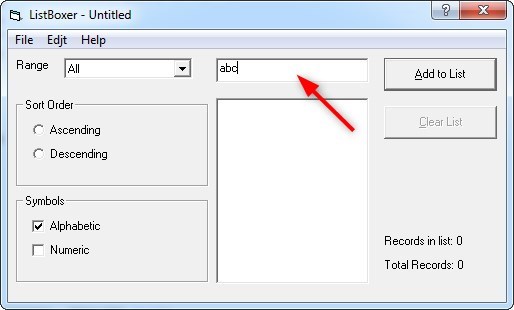 ListBoxer - Untitled
File Edjt Help
Range All abc Add to List
Clear List
Sort Order
Ascending
Descending
Symbols
Alphabetic
Numeric
Records in list: 0
Total Records: 0